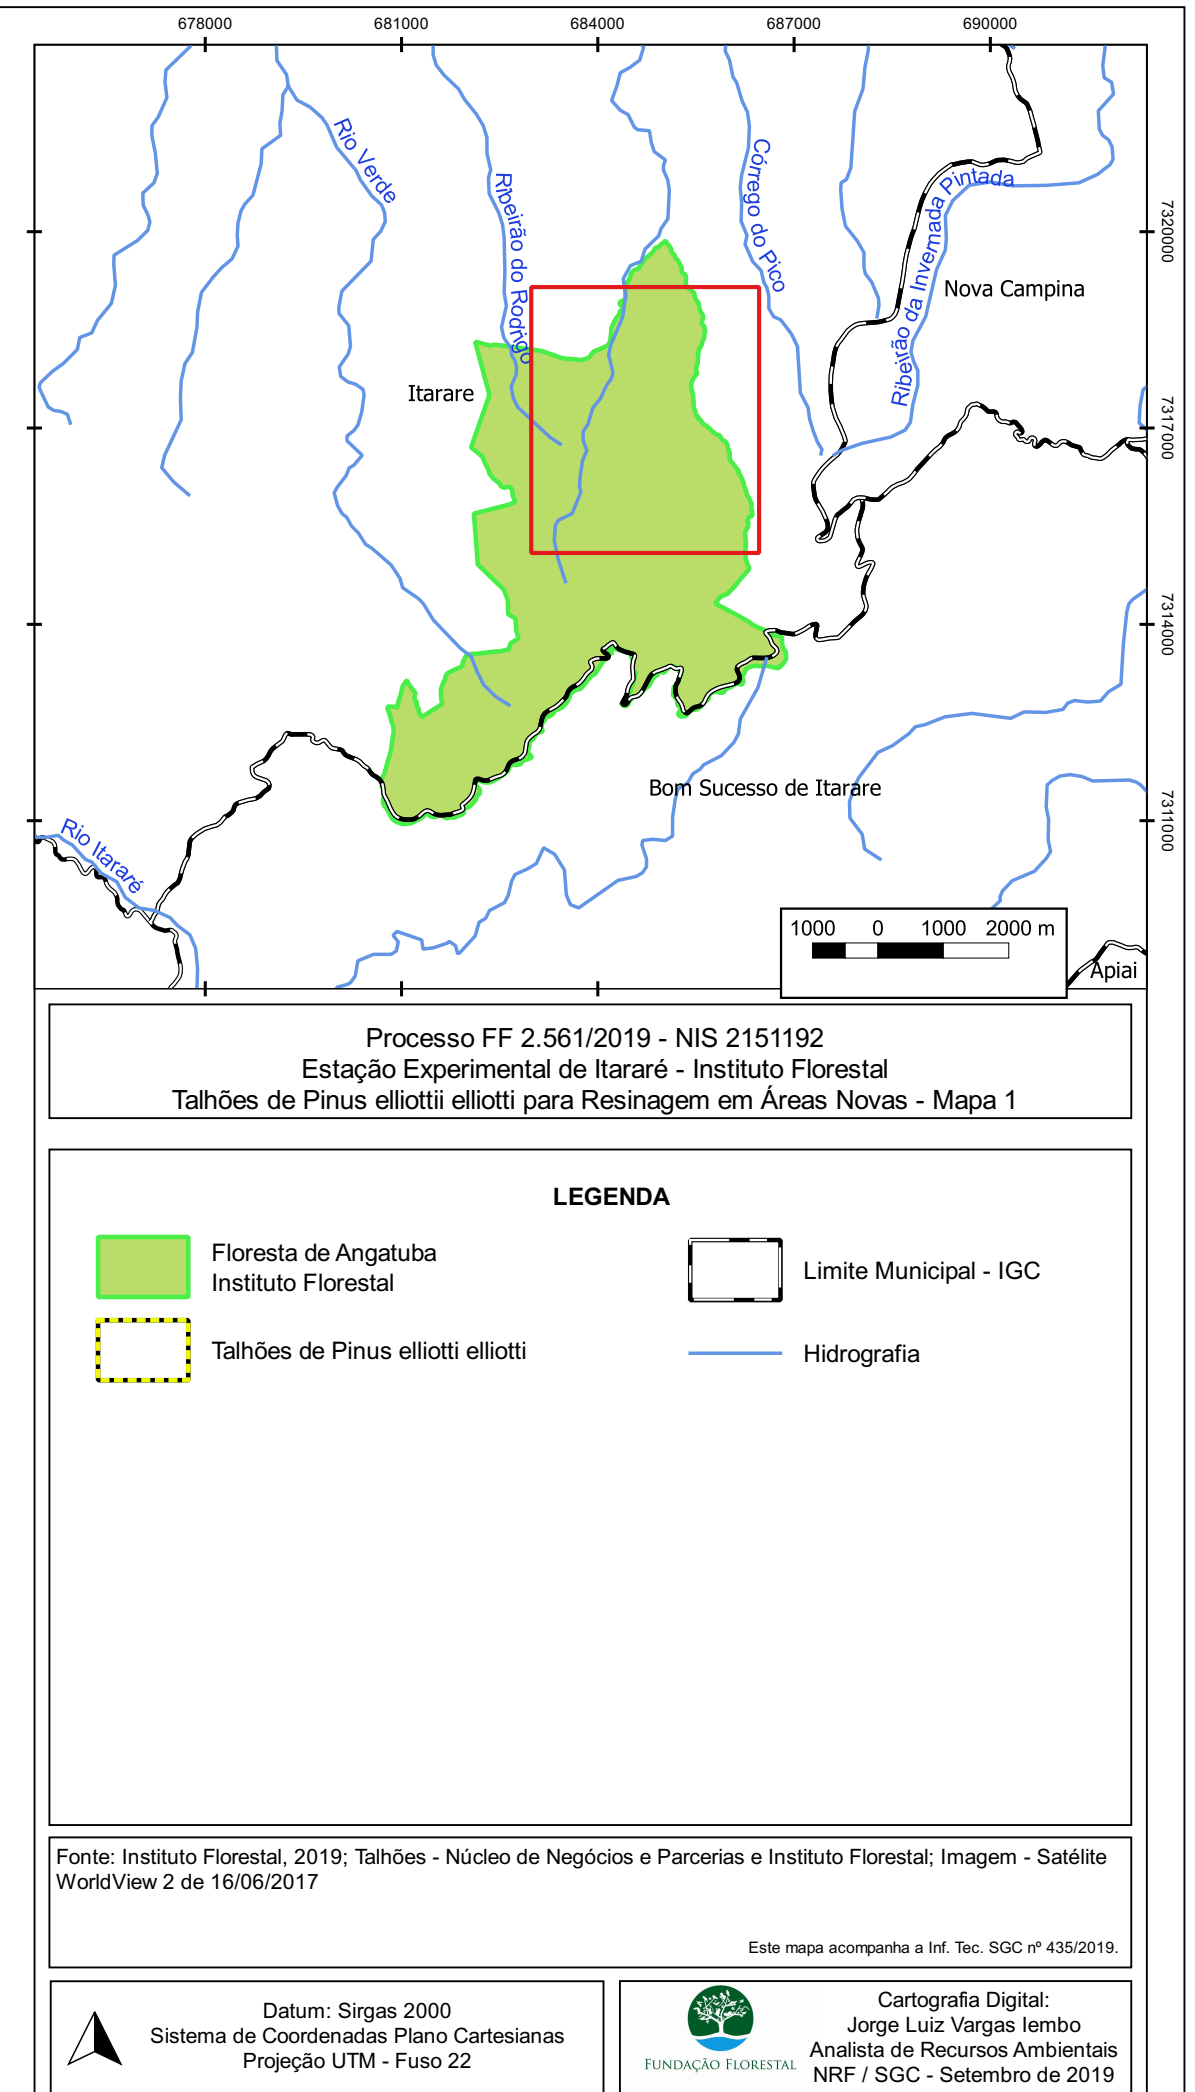 678000 681000 684000 687000 690000
Rio Verde
Ribeirão do Rodrigo
Córrego do Pico
Ribeirão da Invernada Pintada
7320000
Nova Campina
Itarare
7317000
7314000
Bom Sucesso de Itarare
7311000
Rio Itararé
1000 0 1000 2000 m
Apiai
Processo FF 2.561/2019 - NIS 2151192
Estação Experimental de Itararé - Instituto Florestal
Talhões de Pinus elliottii elliotti para Resinagem em Áreas Novas - Mapa 1
LEGENDA
Floresta de Angatuba
Instituto Florestal
Limite Municipal - IGC
Talhões de Pinus elliotti elliotti
Hidrografia
Fonte: Instituto Florestal, 2019; Talhões - Núcleo de Negócios e Parcerias e Instituto Florestal; Imagem - Satélite
WorldView 2 de 16/06/2017
Este mapa acompanha a Inf. Tec. SGC nº 435/2019.
Datum: Sirgas 2000
Sistema de Coordenadas Plano Cartesianas
Projeção UTM - Fuso 22
FUNDAÇÃO FLORESTAL
Cartografia Digital:
Jorge Luiz Vargas Iembo
Analista de Recursos Ambientais
NRF / SGC - Setembro de 2019